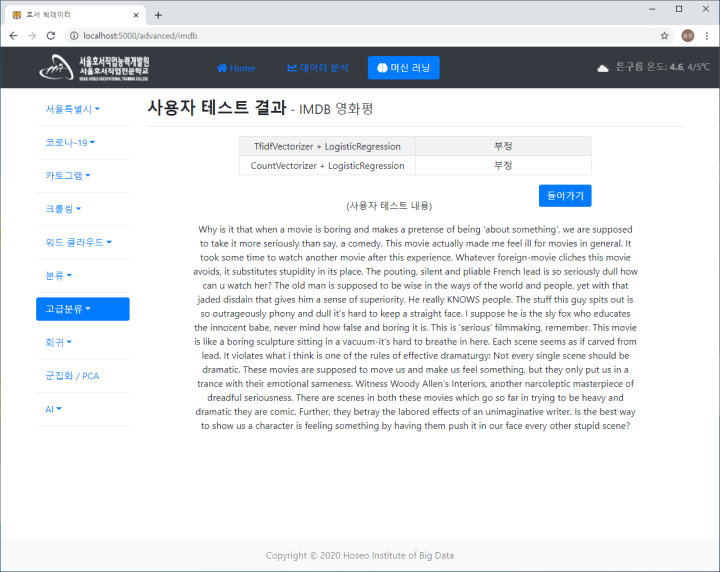 호서 빅데이터
localhost:5000/advanced/imdb
서울호서직업능력개발원
서울호서직업전문학교
SEOUL HOSEO OCCUPATIONAL TRAINING COLLEGE
Home
데이터 분석
머신 러닝
튼구름 온도: 4.6, 4/5℃
서울특별시
코로나-19
카토그램
크롤링
워드 클라우드
분류
고급분류
회귀
군집화 / PCA
AI
사용자 테스트 결과 - IMDB 영화평
TfidfVectorizer + LogisticRegression 부정
CountVectorizer + LogisticRegression 부정
(사용자 테스트 내용)
돌아가기
Why is it that when a movie is boring and makes a pretense of being 'about something', we are supposed
to take it more seriously than say, a comedy. This movie actually made me feel ill for movies in general. It
took some time to watch another movie after this experience. Whatever foreign-movie cliches this movie
avoids, it substitutes stupidity in its place. The pouting, silent and pliable French lead is so seriously dull how
can u watch her? The old man is supposed to be wise in the ways of the world and people, yet with that
jaded disdain that gives him a sense of superiority. He really KNOWS people. The stuff this guy spits out is
so outrageously phony and dull it's hard to keep a straight face. I suppose he is the sly fox who educates
the innocent babe, never mind how false and boring it is. This is 'serious' filmmaking, remember. This movie
is like a boring sculpture sitting in a vacuum-it's hard to breathe in here. Each scene seems as if carved from
lead. It violates what i think is one of the rules of effective dramaturgy: Not every single scene should be
dramatic. These movies are supposed to move us and make us feel something, but they only put us in a
trance with their emotional sameness. Witness Woody Allen's Interiors, another narcoleptic masterpiece of
dreadful seriousness. There are scenes in both these movies which go so far in trying to be heavy and
dramatic they are comic. Further, they betray the labored effects of an unimaginative writer. Is the best way
to show us a character is feeling something by having them push it in our face every other stupid scene?
Copyright © 2020 Hoseo Institute of Big Data